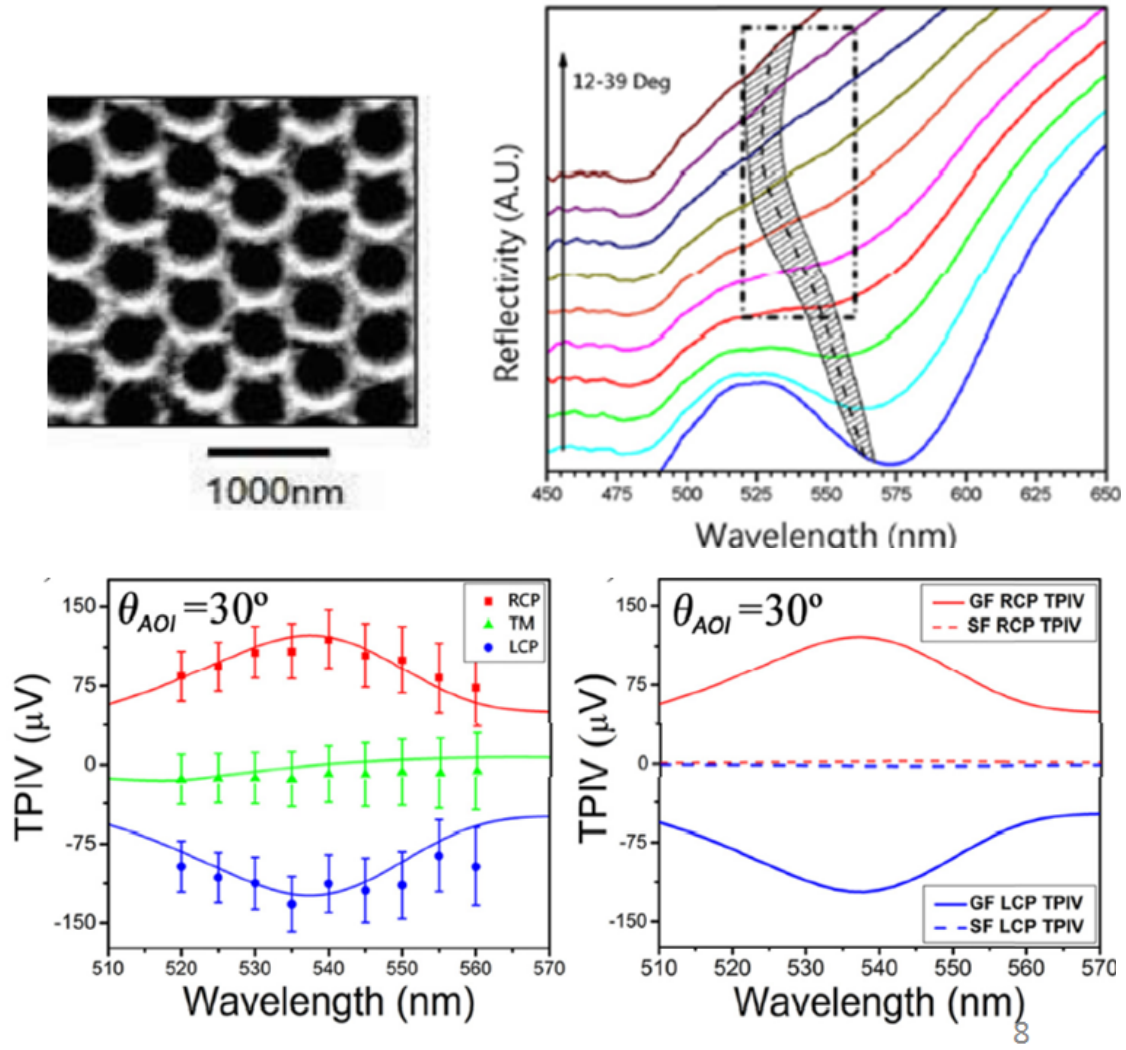 1000nm
12-39 Deg
Reflectivity (A.U.)
450 475 500 525 550 575 600 625 650
Wavelength (nm)
θAOI =30º
RCP
TM
LCP
150
75
0
-75
-150
TPIV (μV)
510 520 530 540 550 560 570
Wavelength (nm)
θAOI =30º
GF RCP TPIV
SF RCP TPIV
150
75
0
-75
-150
TPIV (μV)
GF LCP TPIV
SF LCP TPIV
510 520 530 540 550 560 570
Wavelength (nm)
8